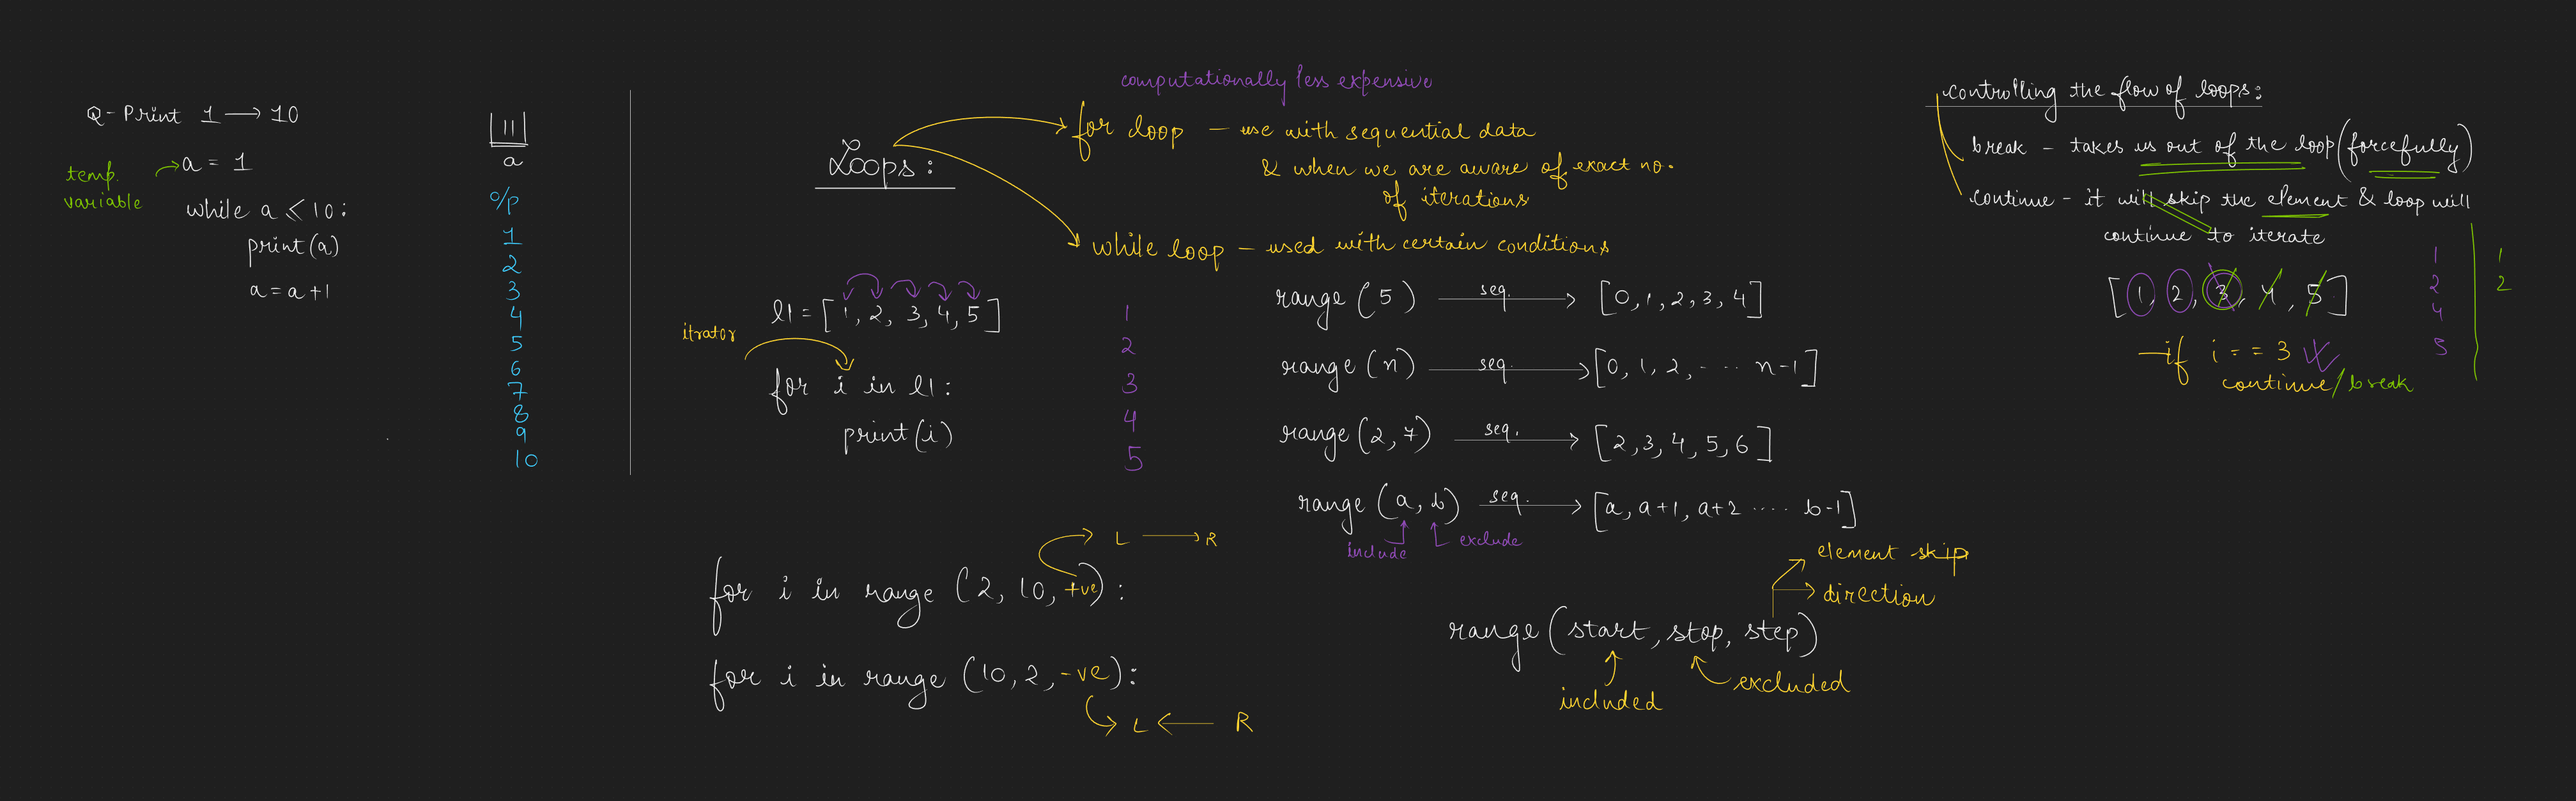 Q- Print 1 → 10
temp. variable
a = 1
while a ≤ 10:
print(a)
a = a + 1
11
a
o/p
1
2
3
4
5
6
7
8
9
10
Loops:
computationally less expensive
for loop — use with sequential data
& when we are aware of exact no.
of iterations
while loop — used with certain conditions
l1 = [1, 2, 3, 4, 5]
itrator
for i in l1:
print(i)
1
2
3
4
5
range (5) seq. → [0, 1, 2, 3, 4]
range (n) seq. → [0, 1, 2, ..... n-1]
range (2, 7) seq. → [2, 3, 4, 5, 6]
range (a, b) seq. → [a, a+1, a+2 .... b-1]
include exclude
L → R
for i in range (2, 10, +ve):
for i in range (10, 2, -ve):
L ← R
element skip
direction
range (start, stop, step)
included
excluded
controlling the flow of loops:
break - takes us out of the loop (forcefully)
continue - it will skip the element & loop will
continue to iterate
[1, 2, 3, 4, 5]
if i == 3
continue / break
1
2
4
5
1
2